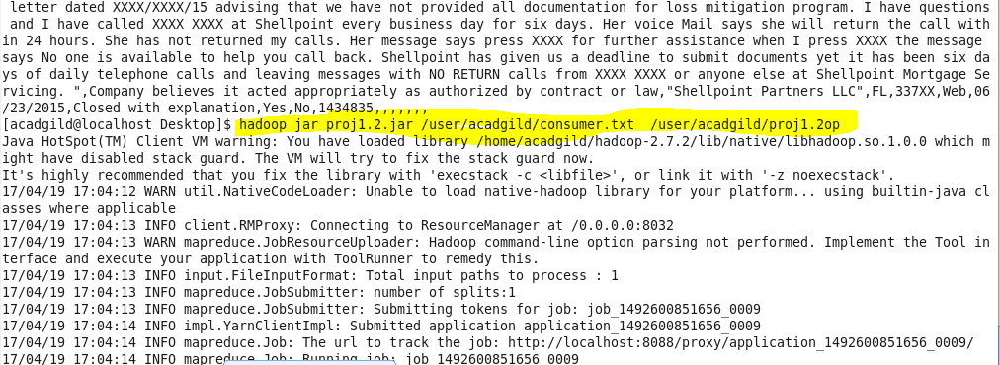 letter dated XXXX/XXXX/15 advising that we have not provided all documentation for loss mitigation program. I have questions
and I have called XXXX XXXX at Shellpoint every business day for six days. Her voice Mail says she will return the call with
in 24 hours. She has not returned my calls. Her message says press XXXX for further assistance when I press XXXX the message
says No one is available to help you call back. Shellpoint has given us a deadline to submit documents yet it has been six da
ys of daily telephone calls and leaving messages with NO RETURN calls from XXXX XXXX or anyone else at Shellpoint Mortgage Se
rvicing. ",Company believes it acted appropriately as authorized by contract or law,"Shellpoint Partners LLC",FL,337XX,Web,06
/23/2015,Closed with explanation,Yes,No,1434835,,,,,,,
[acadgild@localhost Desktop]$ hadoop jar proj1.2.jar /user/acadgild/consumer.txt  /user/acadgild/proj1.2op
Java HotSpot(TM) Client VM warning: You have loaded library /home/acadgild/hadoop-2.7.2/lib/native/libhadoop.so.1.0.0 which m
ight have disabled stack guard. The VM will try to fix the stack guard now.
It's highly recommended that you fix the library with 'execstack -c <libfile>', or link it with '-z noexecstack'.
17/04/19 17:04:12 WARN util.NativeCodeLoader: Unable to load native-hadoop library for your platform... using builtin-java cl
asses where applicable
17/04/19 17:04:13 INFO client.RMProxy: Connecting to ResourceManager at /0.0.0.0:8032
17/04/19 17:04:13 WARN mapreduce.JobResourceUploader: Hadoop command-line option parsing not performed. Implement the Tool in
terface and execute your application with ToolRunner to remedy this.
17/04/19 17:04:13 INFO input.FileInputFormat: Total input paths to process : 1
17/04/19 17:04:13 INFO mapreduce.JobSubmitter: number of splits:1
17/04/19 17:04:13 INFO mapreduce.JobSubmitter: Submitting tokens for job: job_1492600851656_0009
17/04/19 17:04:14 INFO impl.YarnClientImpl: Submitted application application_1492600851656_0009
17/04/19 17:04:14 INFO mapreduce.Job: The url to track the job: http://localhost:8088/proxy/application_1492600851656_0009/
17/04/19 17:04:14 INFO mapreduce.Job: Running job: job_1492600851656_0009